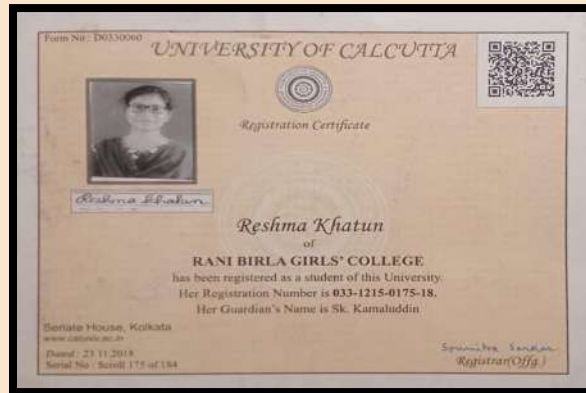 Form No : D0330060
UNIVERSITY OF CALCUTTA
Registration Certificate
Reshma Khatun
Reshma Khatun
of
RANI BIRLA GIRLS' COLLEGE
has been registered as a student of this University.
Her Registration Number is 033-1215-0175-18.
Her Guardian's Name is Sk. Kamaluddin
Senate House, Kolkata
www.caluniv.ac.in
Dated : 23.11.2018
Serial No : Scroll 175 of 184
Soumitra Sarkar
Registrar(Offg.)